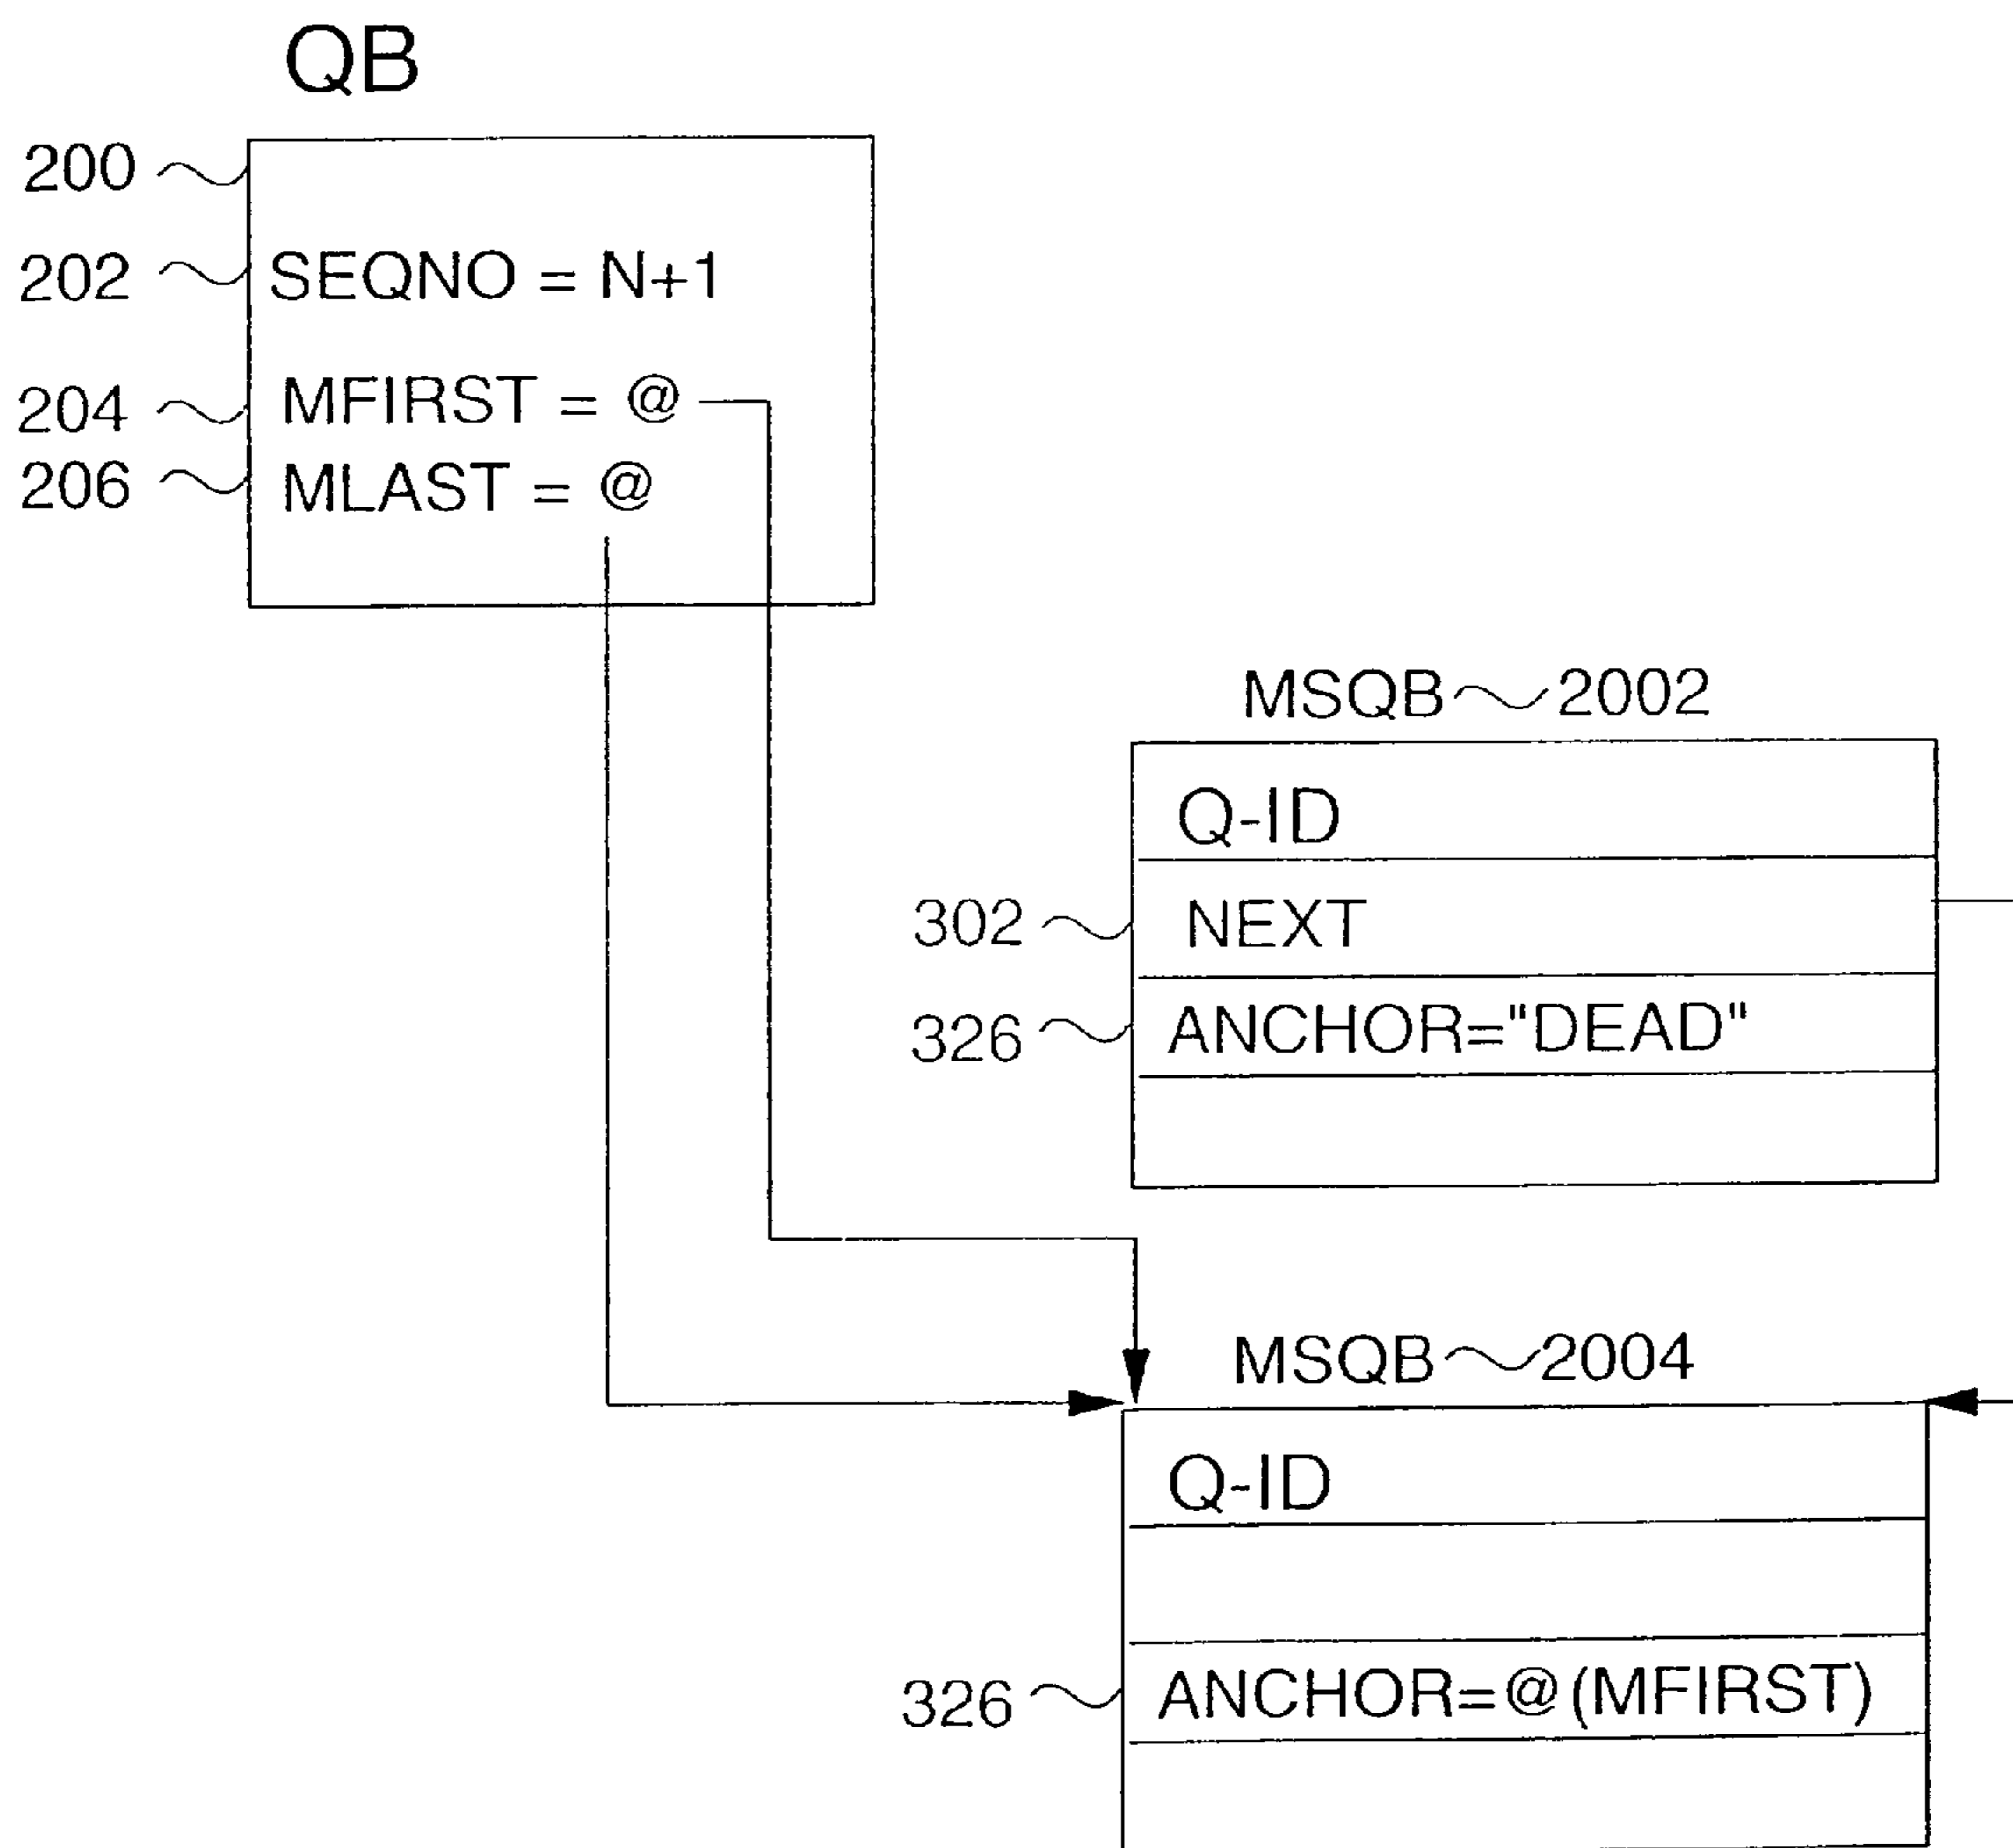 QB
200
202 SEQNO = N+1
204 MFIRST = @
206 MLAST = @
MSQB 2002
Q-ID
302 NEXT
326 ANCHOR="DEAD"
MSQB 2004
Q-ID
326 ANCHOR=@(MFIRST)